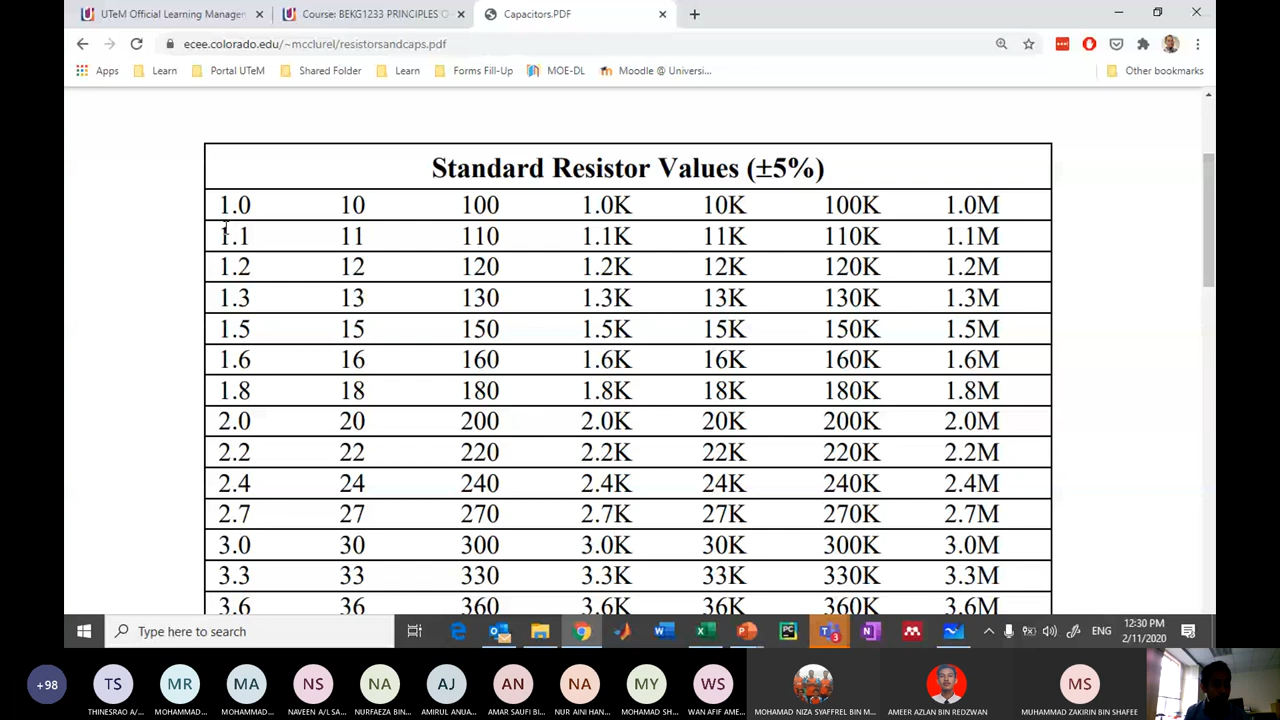 UTeM Official Learning Manager
Course: BEKG1233 PRINCIPLES O
Capacitors.PDF
ecee.colorado.edu/~mcclurel/resistorsandcaps.pdf
Apps
Learn
Portal UTeM
Shared Folder
Learn
Forms Fill-Up
MOE-DL
Moodle @ Universi...
Other bookmarks
Standard Resistor Values (±5%)
1.0 10 100 1.0K 10K 100K 1.0M
1.1 11 110 1.1K 11K 110K 1.1M
1.2 12 120 1.2K 12K 120K 1.2M
1.3 13 130 1.3K 13K 130K 1.3M
1.5 15 150 1.5K 15K 150K 1.5M
1.6 16 160 1.6K 16K 160K 1.6M
1.8 18 180 1.8K 18K 180K 1.8M
2.0 20 200 2.0K 20K 200K 2.0M
2.2 22 220 2.2K 22K 220K 2.2M
2.4 24 240 2.4K 24K 240K 2.4M
2.7 27 270 2.7K 27K 270K 2.7M
3.0 30 300 3.0K 30K 300K 3.0M
3.3 33 330 3.3K 33K 330K 3.3M
3.6 36 360 3.6K 36K 360K 3.6M
Type here to search
ENG
12:30 PM
2/11/2020
+98
TS
MR
MA
NS
NA
AJ
AN
NA
MY
WS
MS
THINESRAO A/...
MOHAMMAD ...
MOHAMMAD ...
NAVEEN A/L SA...
NURFAEZA BIN...
AMIRUL ANUA...
AMAR SAUFI BI...
NUR AINI HAN...
MOHAMAD SH...
WAN AFIF AME...
MOHAMAD NIZA SYAFFREL BIN M...
AMEER AZLAN BIN REDZWAN
MUHAMMAD ZAKIRIN BIN SHAFEE